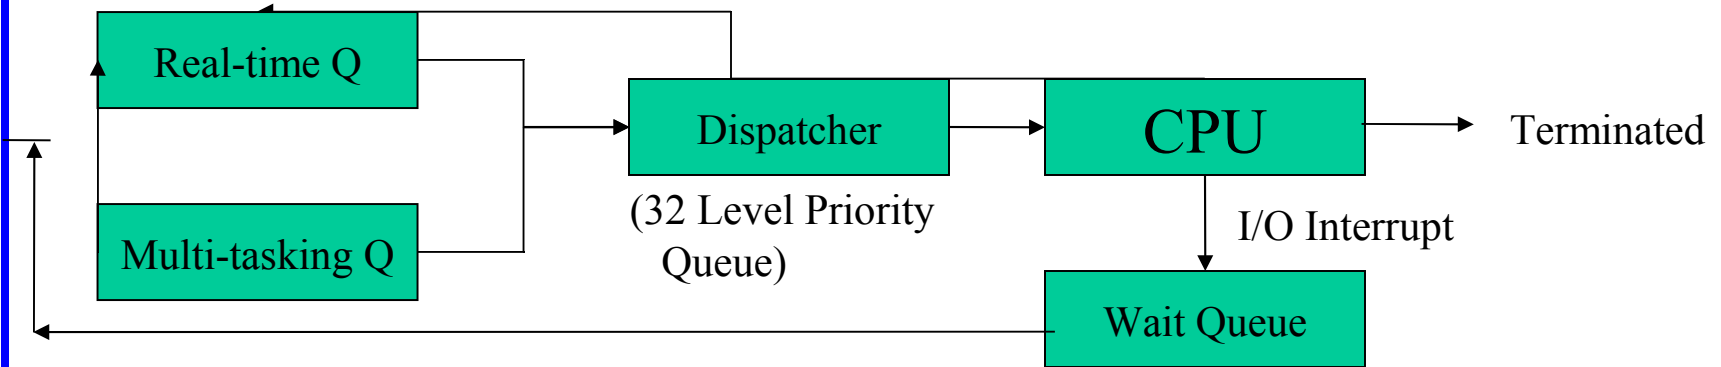 Real-time Q
Dispatcher
CPU
Terminated
(32 Level Priority
Queue)
I/O Interrupt
Multi-tasking Q
Wait Queue